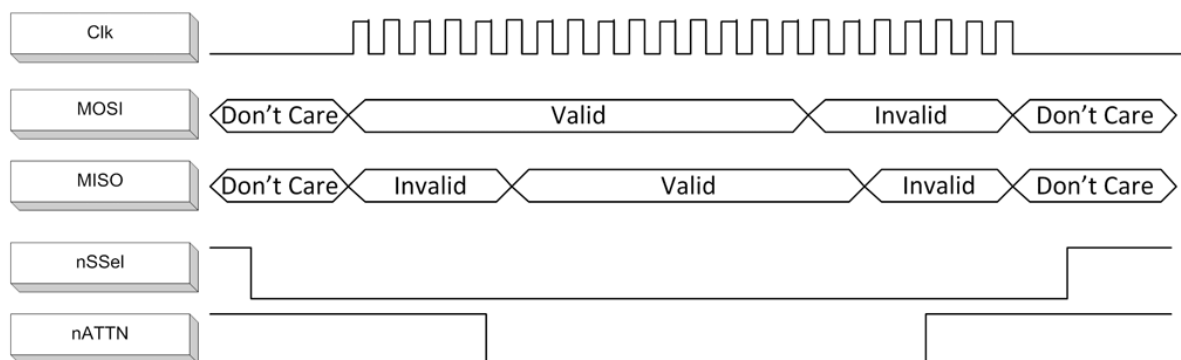 Clk
MOSI
Don't Care Valid Invalid Don't Care
MISO
Don't Care Invalid Valid Invalid Don't Care
nSSel
nATTN